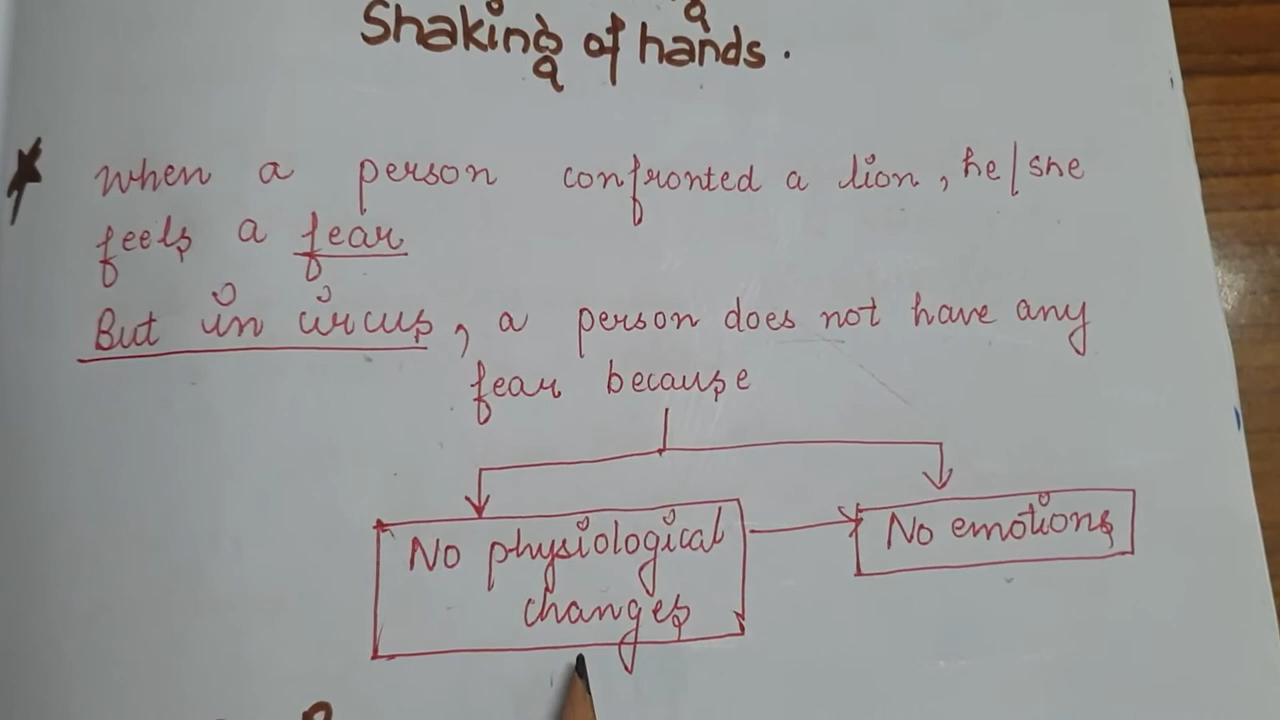 Shaking of hands.
When a person confronted a lion, he/she
feels a fear
But in circus, a person does not have any
fear because
No physiological
changes
No emotions